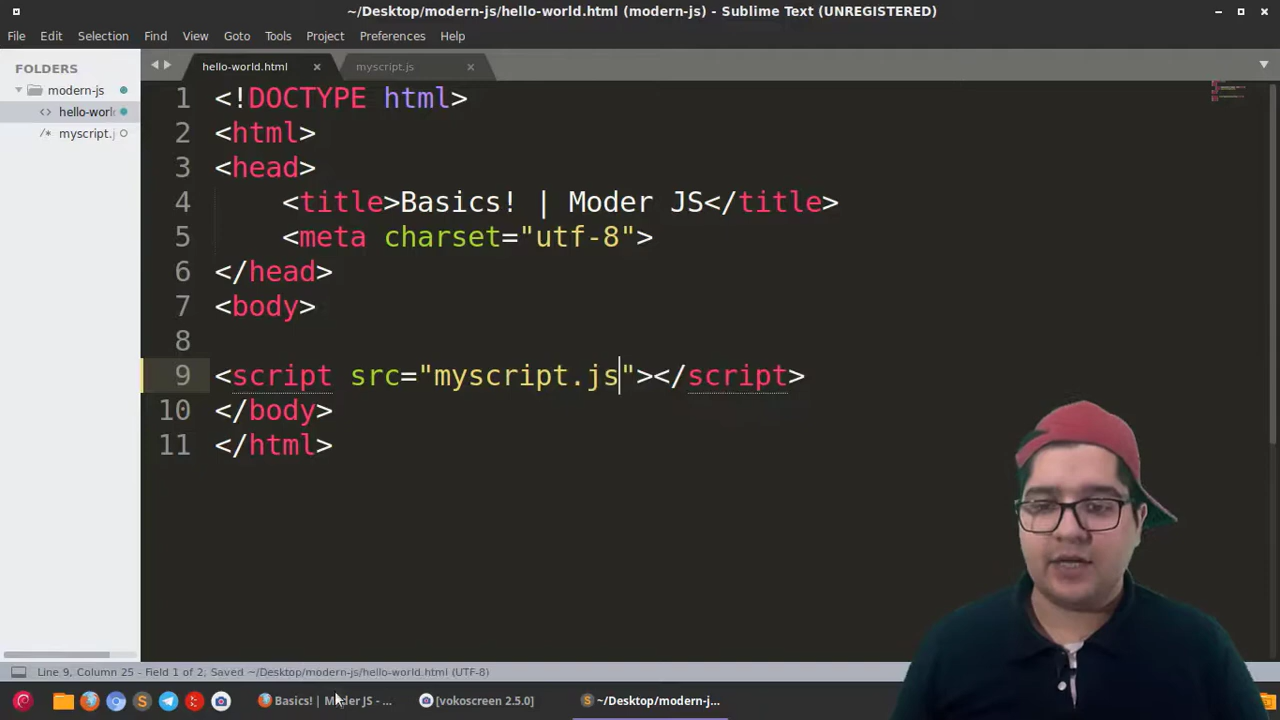 ~/Desktop/modern-js/hello-world.html (modern-js) - Sublime Text (UNREGISTERED)
File Edit Selection Find View Goto Tools Project Preferences Help
FOLDERS
modern-js
hello-worl
myscript.j
hello-world.html
myscript.js
1 <!DOCTYPE html>
2 <html>
3 <head>
4 <title>Basics! | Moder JS</title>
5 <meta charset="utf-8">
6 </head>
7 <body>
8
9 <script src="myscript.js"></script>
10 </body>
11 </html>
Line 9, Column 25 - Field 1 of 2; Saved ~/Desktop/modern-js/hello-world.html (UTF-8)
Basics! | Moder JS - ...
[vokoscreen 2.5.0]
~/Desktop/modern-j...